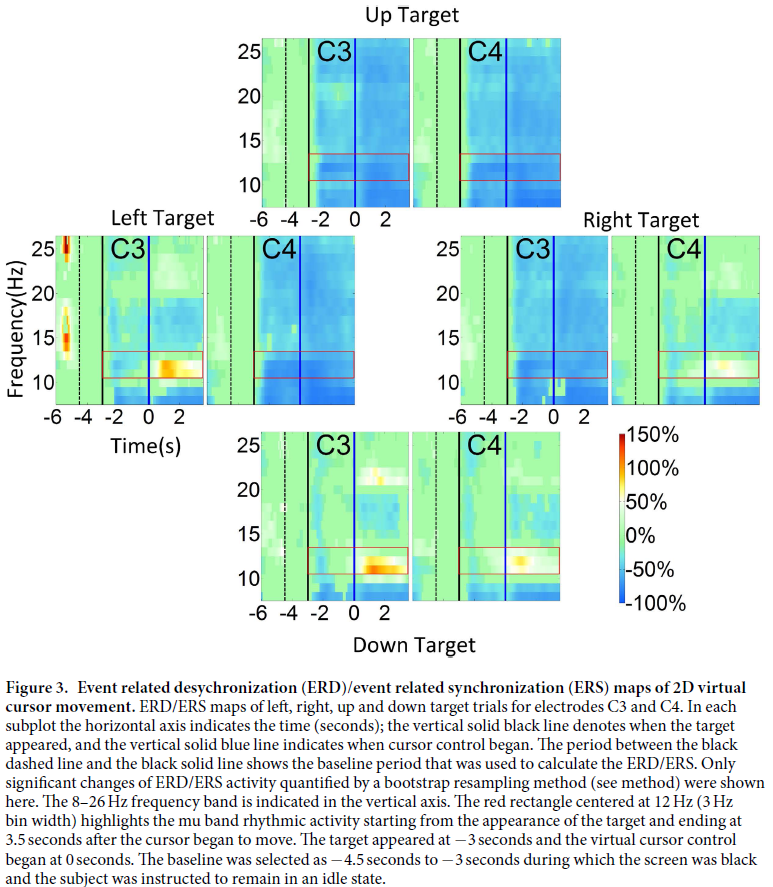 Up Target
C3 C4
25
20
15
10
-6 -4 -2 0 2
Left Target Right Target
Frequency(Hz)
C3 C4 C3 C4
25 25
20 20
15 15
10 10
-6 -4 -2 0 2 -6 -4 -2 0 2
Time(s)
C3 C4
25
20
15
10
-6 -4 -2 0 2
150%
100%
50%
0%
-50%
-100%
Down Target
Figure 3. Event related desychronization (ERD)/event related synchronization (ERS) maps of 2D virtual
cursor movement. ERD/ERS maps of left, right, up and down target trials for electrodes C3 and C4. In each
subplot the horizontal axis indicates the time (seconds); the vertical solid black line denotes when the target
appeared, and the vertical solid blue line indicates when cursor control began. The period between the black
dashed line and the black solid line shows the baseline period that was used to calculate the ERD/ERS. Only
significant changes of ERD/ERS activity quantified by a bootstrap resampling method (see method) were shown
here. The 8–26 Hz frequency band is indicated in the vertical axis. The red rectangle centered at 12 Hz (3 Hz
bin width) highlights the mu band rhythmic activity starting from the appearance of the target and ending at
3.5 seconds after the cursor began to move. The target appeared at −3 seconds and the virtual cursor control
began at 0 seconds. The baseline was selected as −4.5 seconds to −3 seconds during which the screen was black
and the subject was instructed to remain in an idle state.